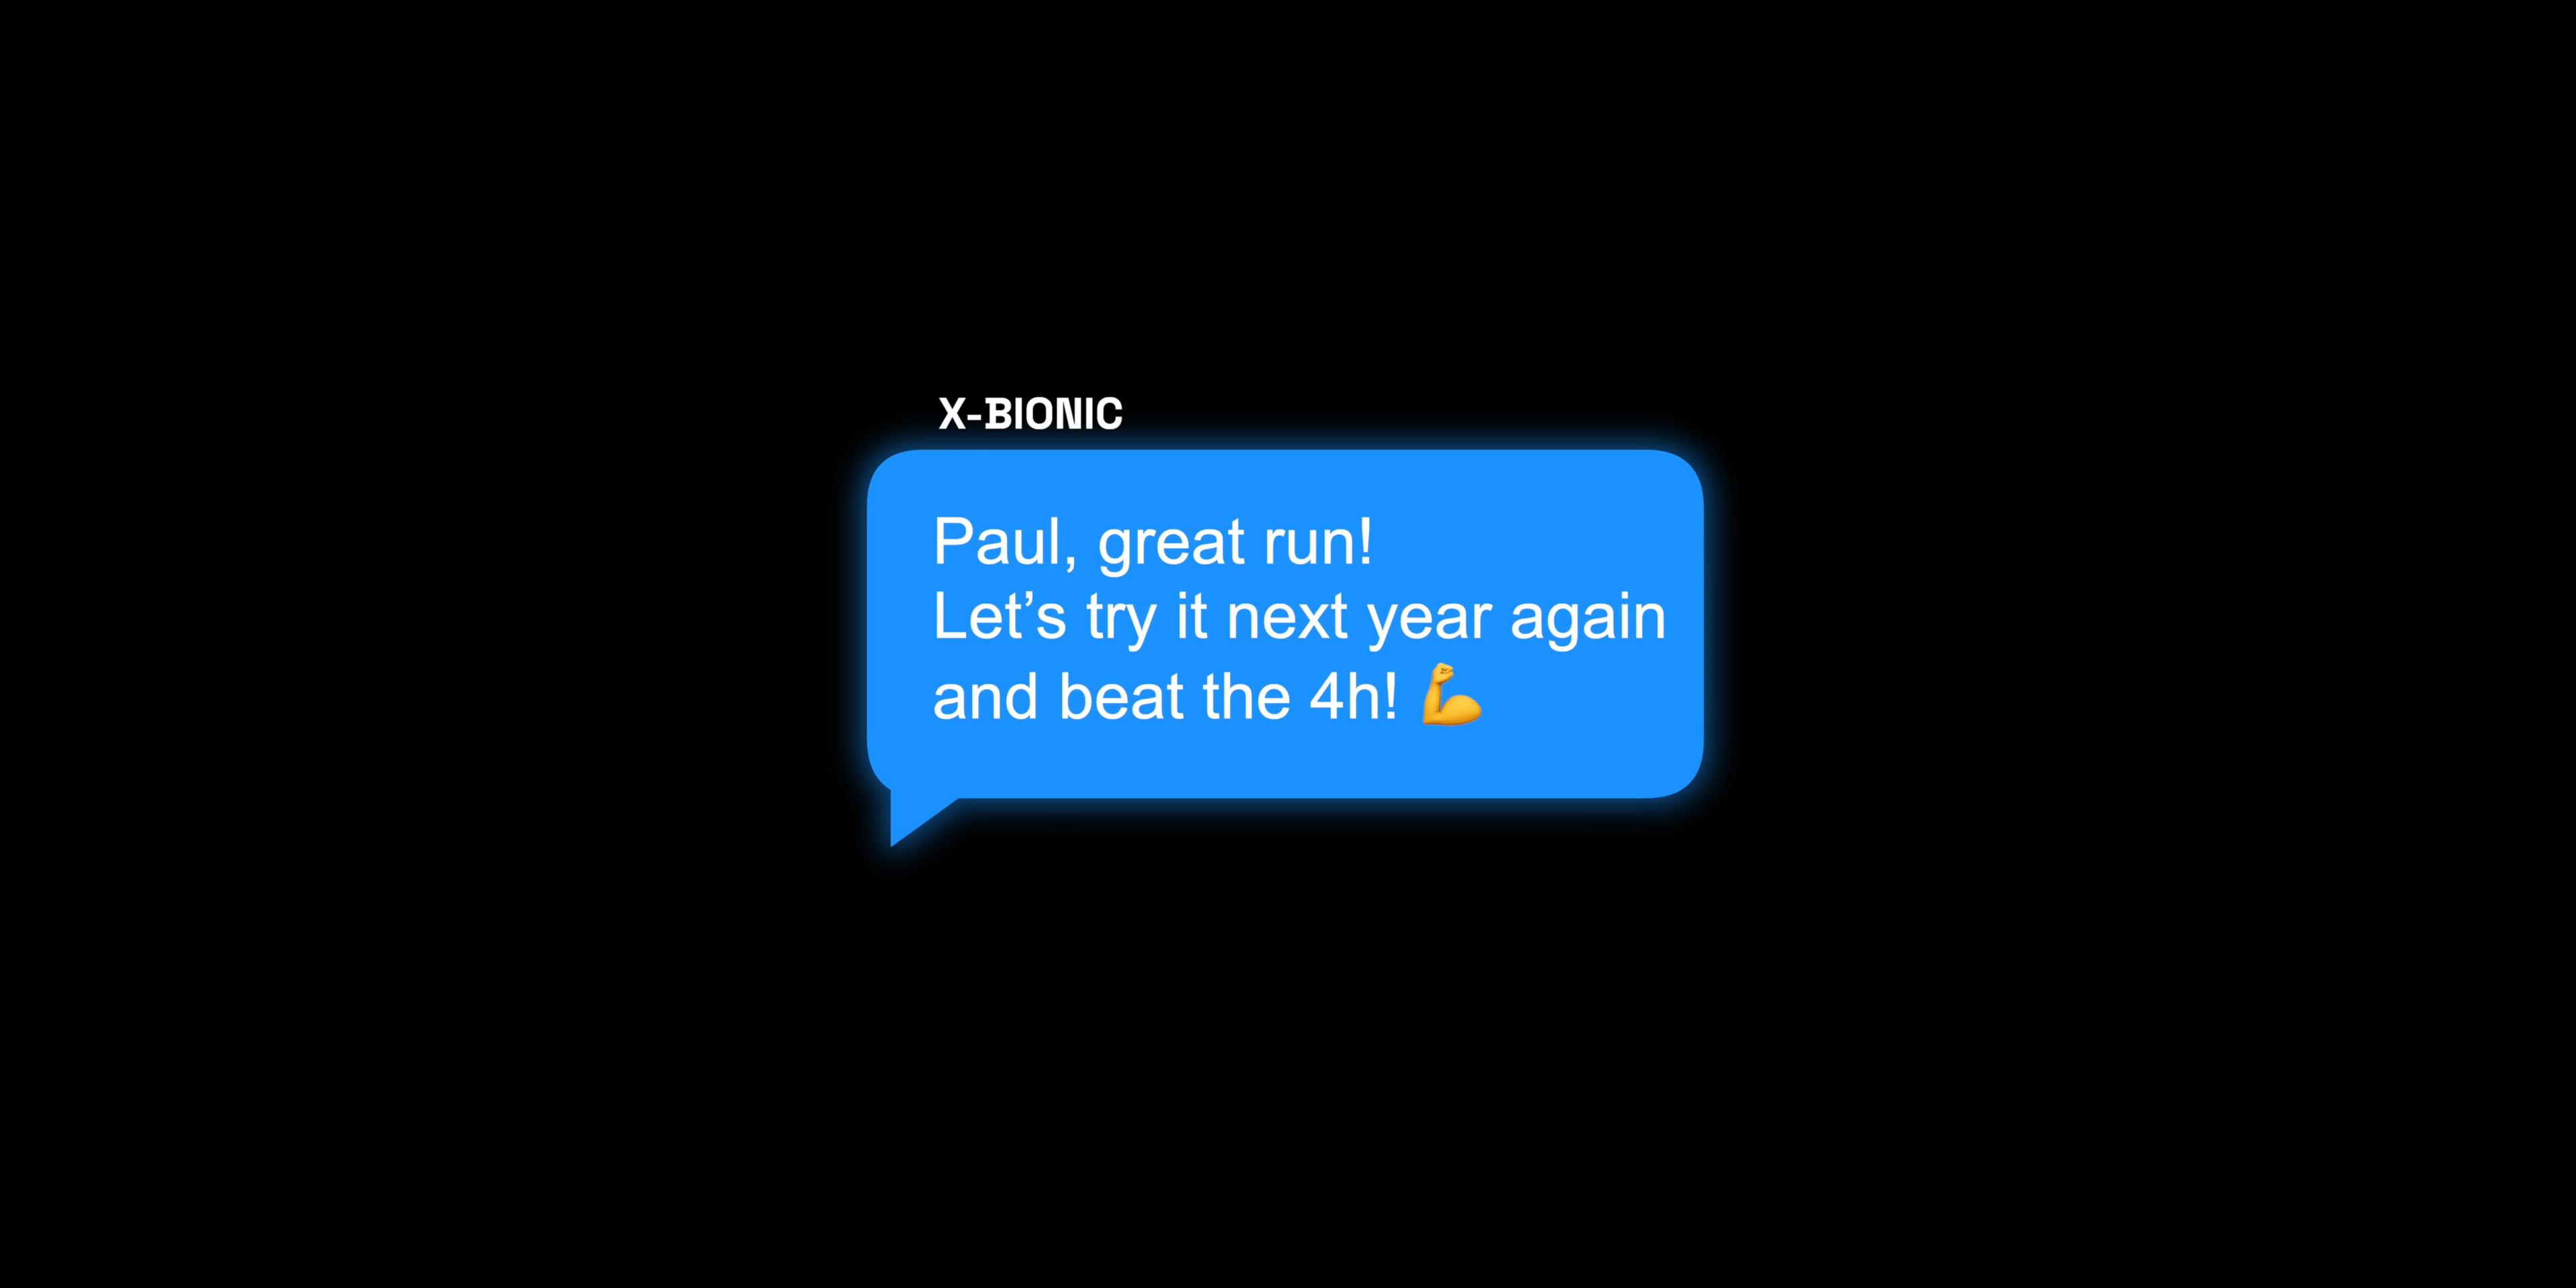 X-BIONIC
Paul, great run!
Let’s try it next year again
and beat the 4h! 💪